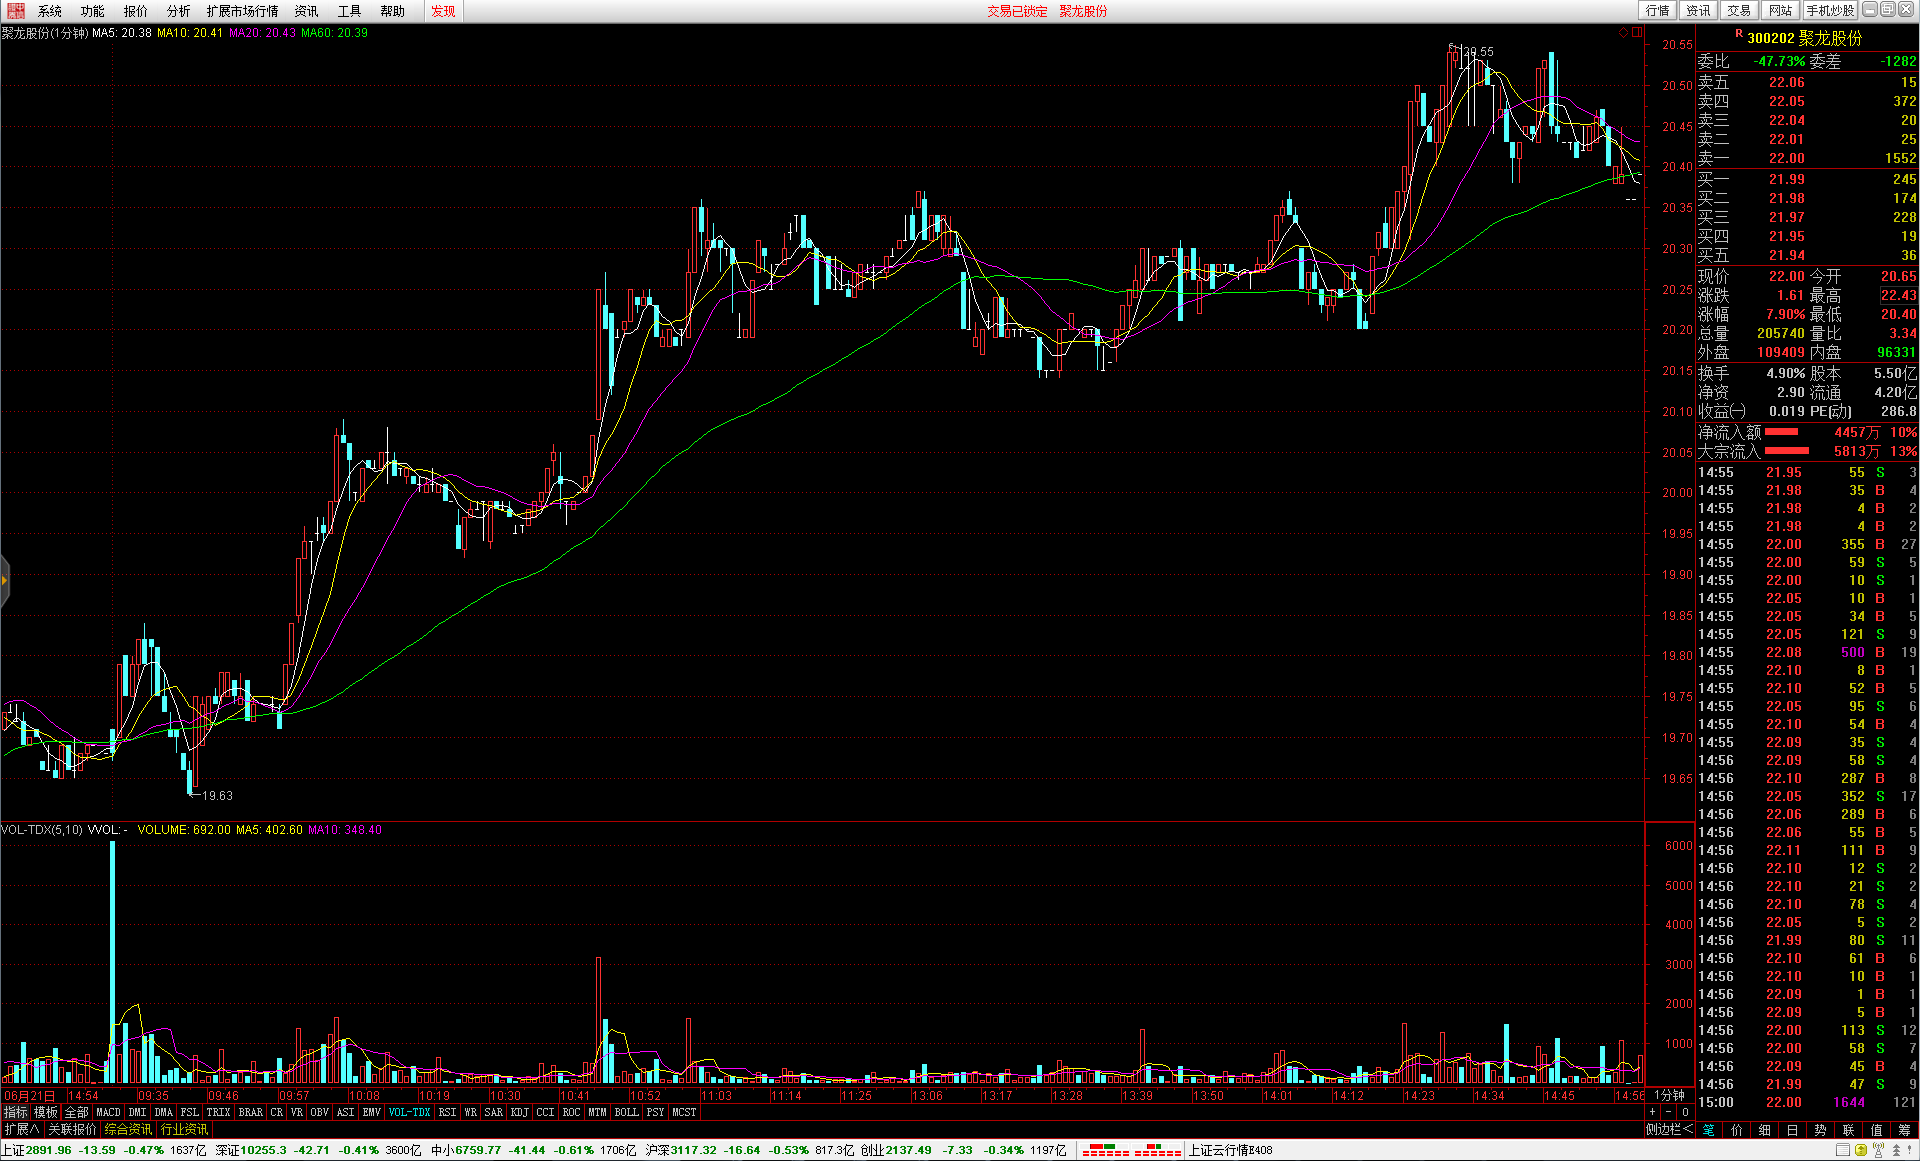 系统 功能 报价 分析 扩展市场行情 资讯 工具 帮助 发现 交易已锁定 聚龙股份 行情 资讯 交易 网站 手机炒股
聚龙股份(1分钟) MA5: 20.38 MA10: 20.41 MA20: 20.43 MA60: 20.39
20.55
19.63
20.55
20.50
20.45
20.40
20.35
20.30
20.25
20.20
20.15
20.10
20.05
20.00
19.95
19.90
19.85
19.80
19.75
19.70
19.65
VOL-TDX(5,10) VVOL: - VOLUME: 692.00 MA5: 402.60 MA10: 348.40
6000
5000
4000
3000
2000
1000
06月21日 14:54 09:35 09:46 09:57 10:08 10:19 10:30 10:41 10:52 11:03 11:14 11:25 13:06 13:17 13:28 13:39 13:50 14:01 14:12 14:23 14:34 14:45 14:56 1分钟
指标 模板 全部 MACD DMI DMA FSL TRIX BRAR CR VR OBV ASI EMV VOL-TDX RSI WR SAR KDJ CCI ROC MTM BOLL PSY MCST + - 0
扩展∧ 关联报价 综合资讯 行业资讯 侧边栏< 笔 价 细 日 势 联 值 筹
R 300202 聚龙股份
委比 -47.73% 委差 -1282
卖五 22.06 15
卖四 22.05 372
卖三 22.04 20
卖二 22.01 25
卖一 22.00 1552
买一 21.99 245
买二 21.98 174
买三 21.97 228
买四 21.95 19
买五 21.94 36
现价 22.00 今开 20.65
涨跌 1.61 最高 22.43
涨幅 7.90% 最低 20.40
总量 205740 量比 3.34
外盘 109409 内盘 96331
换手 4.90% 股本 5.50亿
净资 2.90 流通 4.20亿
收益㈠ 0.019 PE(动) 286.8
净流入额 4457万 10%
大宗流入 5813万 13%
14:55 21.95 55 S 3
14:55 21.98 35 B 4
14:55 21.98 4 B 2
14:55 21.98 4 B 2
14:55 22.00 355 B 27
14:55 22.00 59 S 5
14:55 22.00 10 S 1
14:55 22.05 10 B 1
14:55 22.05 34 B 5
14:55 22.05 121 S 9
14:55 22.08 500 B 19
14:55 22.10 8 B 1
14:55 22.10 52 B 5
14:55 22.05 95 S 6
14:55 22.10 54 B 4
14:55 22.09 35 S 4
14:56 22.09 58 S 4
14:56 22.10 287 B 8
14:56 22.05 352 S 17
14:56 22.06 289 B 6
14:56 22.06 55 B 5
14:56 22.11 111 B 9
14:56 22.10 12 S 2
14:56 22.10 21 S 2
14:56 22.10 78 S 4
14:56 22.05 5 S 2
14:56 21.99 80 S 11
14:56 22.10 61 B 6
14:56 22.10 10 B 1
14:56 22.09 1 B 1
14:56 22.09 5 B 1
14:56 22.00 113 S 12
14:56 22.00 58 S 7
14:56 22.09 45 B 4
14:56 21.99 47 S 9
15:00 22.00 1644 121
上证2891.96 -13.59 -0.47% 1637亿 深证10255.3 -42.71 -0.41% 3600亿 中小6759.77 -41.44 -0.61% 1706亿 沪深3117.32 -16.64 -0.53% 817.3亿 创业2137.49 -7.33 -0.34% 1197亿 上证云行情E408